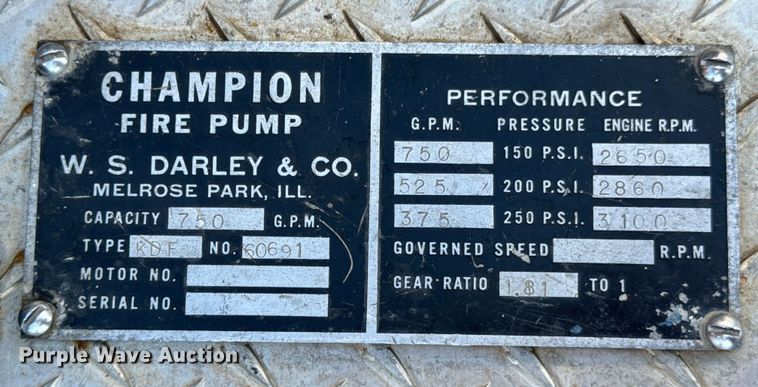 CHAMPION
FIRE PUMP
W. S. DARLEY & CO.
MELROSE PARK, ILL.
CAPACITY 750 G.P.M.
TYPE KDF NO. 60691
MOTOR NO.
SERIAL NO.
PERFORMANCE
G.P.M. PRESSURE ENGINE R.P.M.
750 150 P.S.I. 2650
525 200 P.S.I. 2860
375 250 P.S.I. 3100
GOVERNED SPEED R.P.M.
GEAR RATIO 1.81 TO 1
Purple Wave Auction